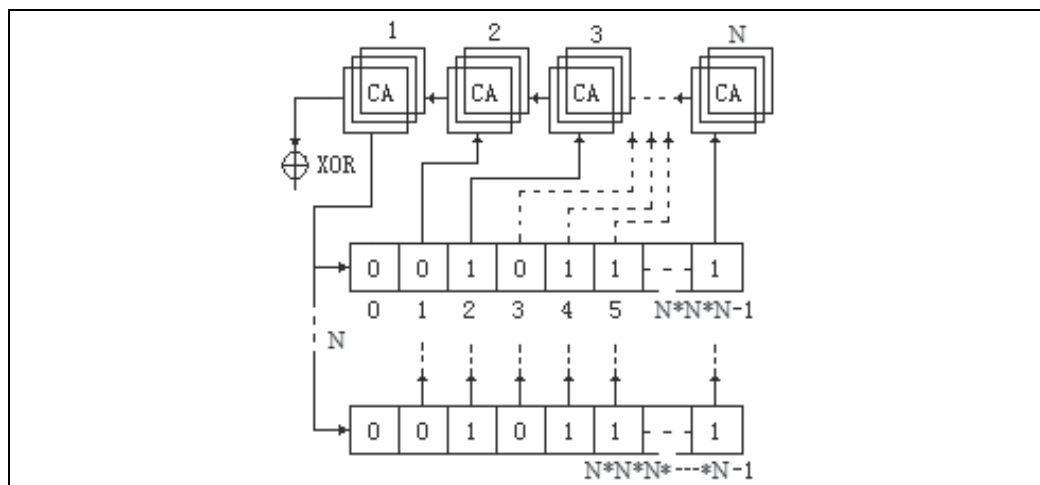 1 2 3 N
CA CA CA CA
XOR
0 0 1 0 1 1 1
0 1 2 3 4 5 N*N*N-1
N
0 0 1 0 1 1 1
N*N*N*----*N-1